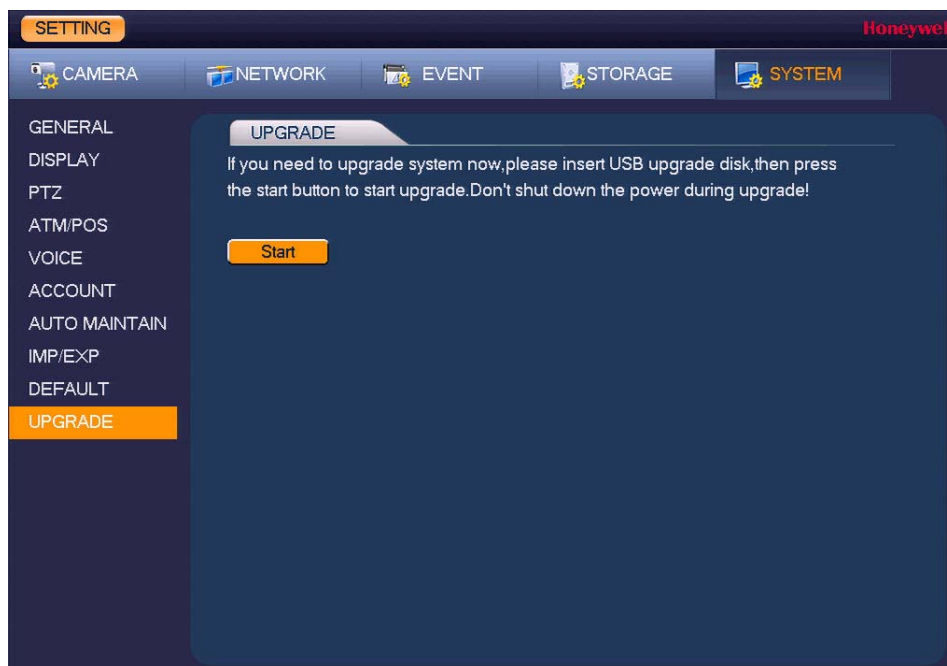 SETTING
Honeywel
CAMERA
NETWORK
EVENT
STORAGE
SYSTEM
GENERAL
DISPLAY
PTZ
ATM/POS
VOICE
ACCOUNT
AUTO MAINTAIN
IMP/EXP
DEFAULT
UPGRADE
UPGRADE
If you need to upgrade system now,please insert USB upgrade disk,then press
the start button to start upgrade.Don't shut down the power during upgrade!
Start